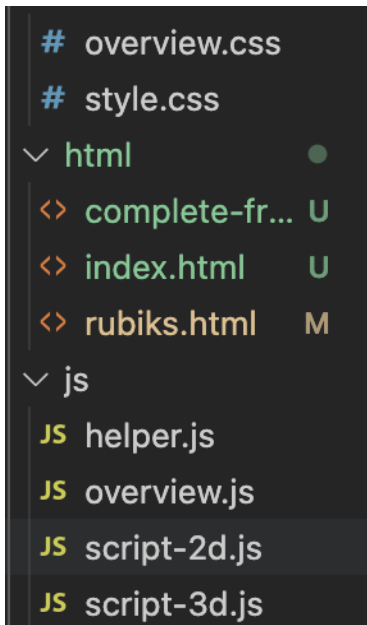 # overview.css
# style.css
html
<> complete-fr... U
<> index.html U
<> rubiks.html M
js
JS helper.js
JS overview.js
JS script-2d.js
JS script-3d.js